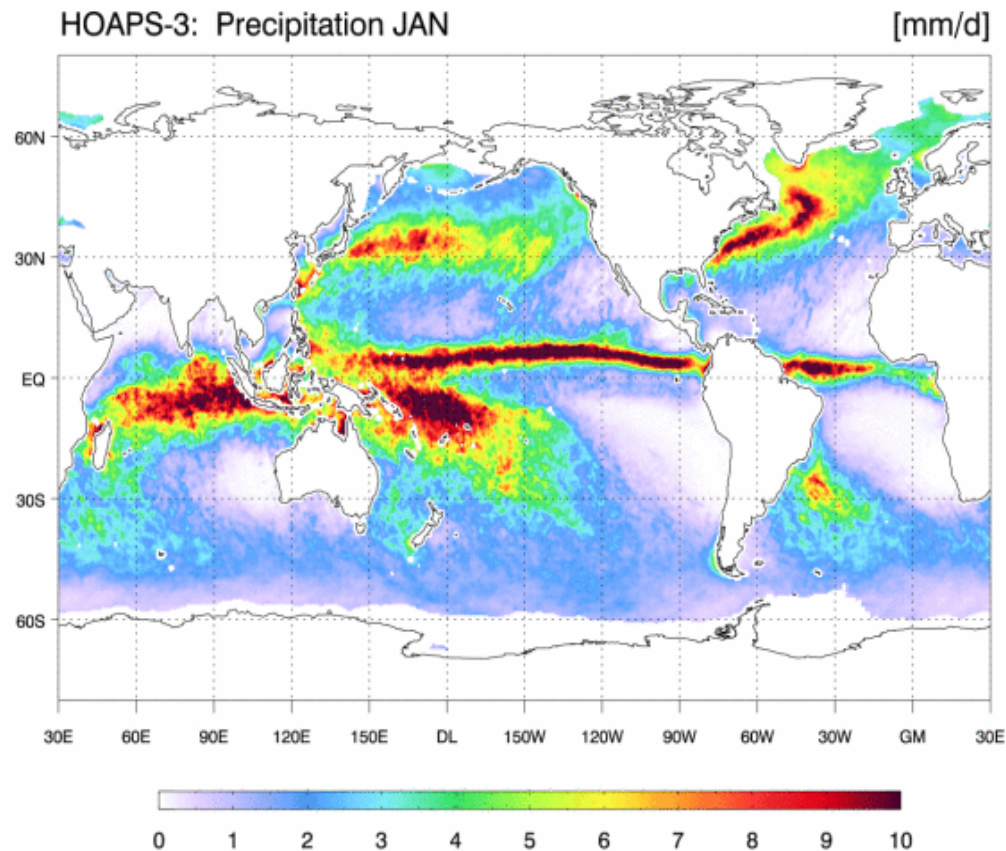 HOAPS-3: Precipitation JAN [mm/d]
60N
30N
EQ
30S
60S
30E 60E 90E 120E 150E DL 150W 120W 90W 60W 30W GM 30E
0 1 2 3 4 5 6 7 8 9 10